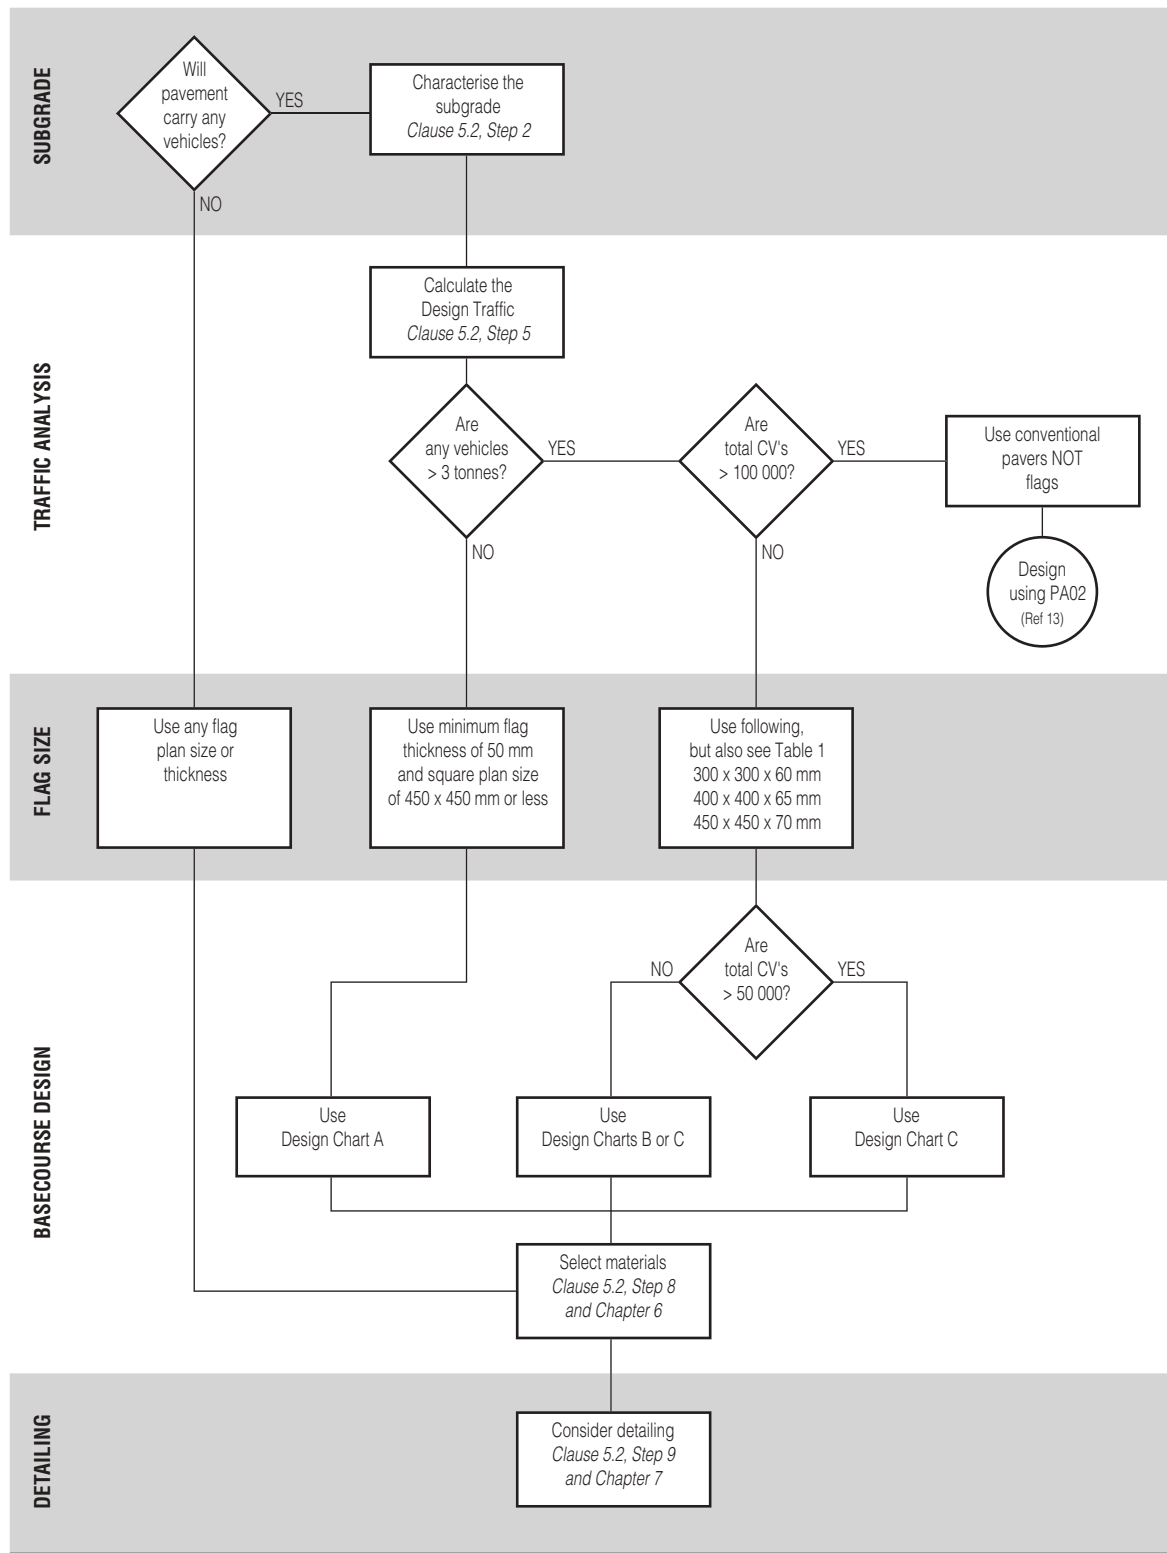 SUBGRADE
Will
pavement
carry any
vehicles?
YES
NO
Characterise the
subgrade
Clause 5.2, Step 2
TRAFFIC ANALYSIS
Calculate the
Design Traffic
Clause 5.2, Step 5
Are
any vehicles
> 3 tonnes?
YES
NO
Are
total CV's
> 100 000?
YES
NO
Use conventional
pavers NOT
flags
Design
using PA02
(Ref 13)
FLAG SIZE
Use any flag
plan size or
thickness
Use minimum flag
thickness of 50 mm
and square plan size
of 450 x 450 mm or less
Use following,
but also see Table 1
300 x 300 x 60 mm
400 x 400 x 65 mm
450 x 450 x 70 mm
BASECOURSE DESIGN
Are
total CV's
> 50 000?
NO
YES
Use
Design Chart A
Use
Design Charts B or C
Use
Design Chart C
Select materials
Clause 5.2, Step 8
and Chapter 6
DETAILING
Consider detailing
Clause 5.2, Step 9
and Chapter 7